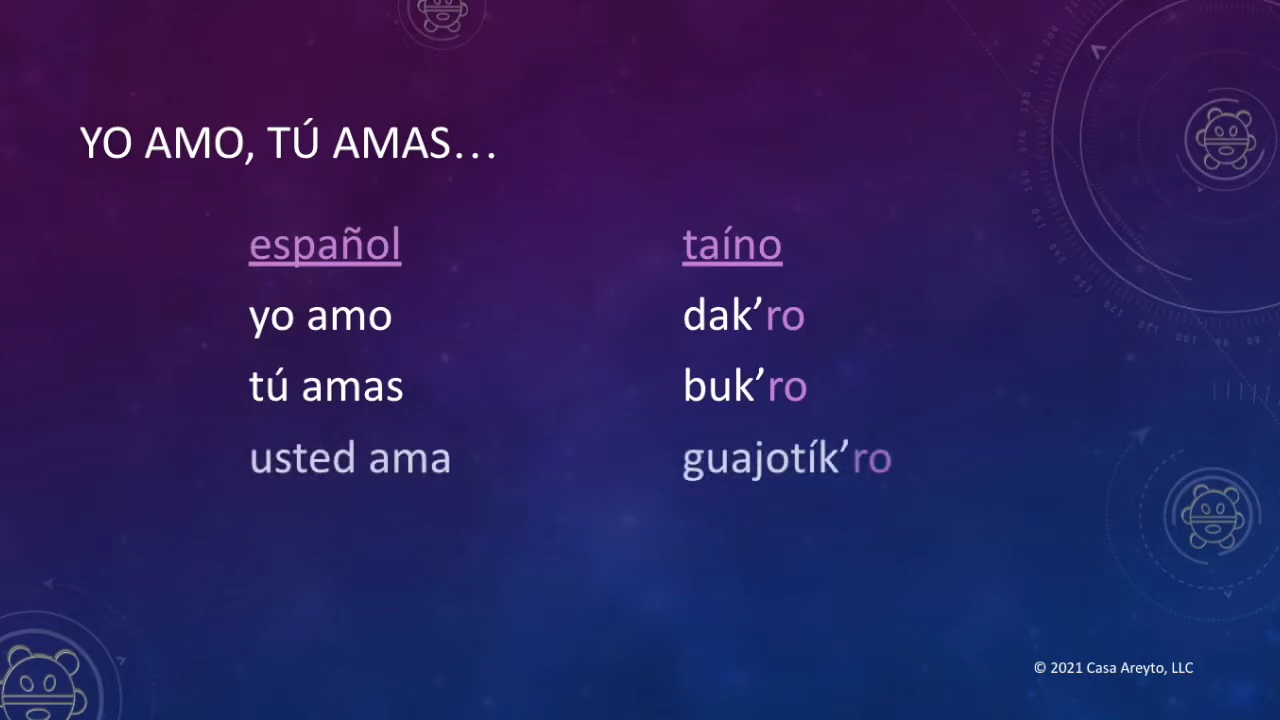 YO AMO, TÚ AMAS…
español taíno
yo amo dak’ro
tú amas buk’ro
usted ama guajotík’ro
© 2021 Casa Areyto, LLC